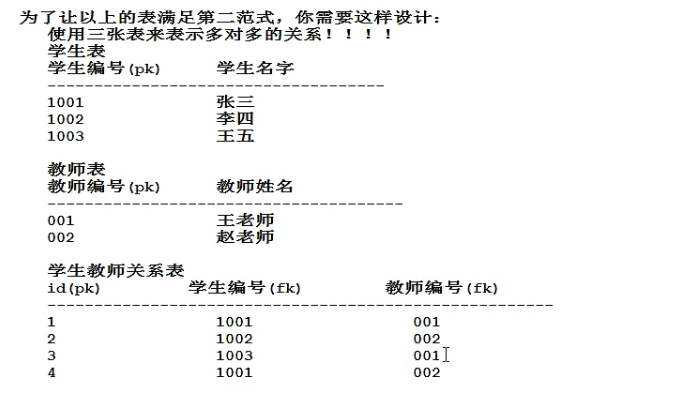 为了让以上的表满足第二范式，你需要这样设计：
使用三张表来表示多对多的关系！！！！
学生表
学生编号(pk) 学生名字
------------------------------------
1001 张三
1002 李四
1003 王五
教师表
教师编号(pk) 教师姓名
--------------------------------------
001 王老师
002 赵老师
学生教师关系表
id(pk) 学生编号(fk) 教师编号(fk)
------------------------------------------------------
1 1001 001
2 1002 002
3 1003 001
4 1001 002